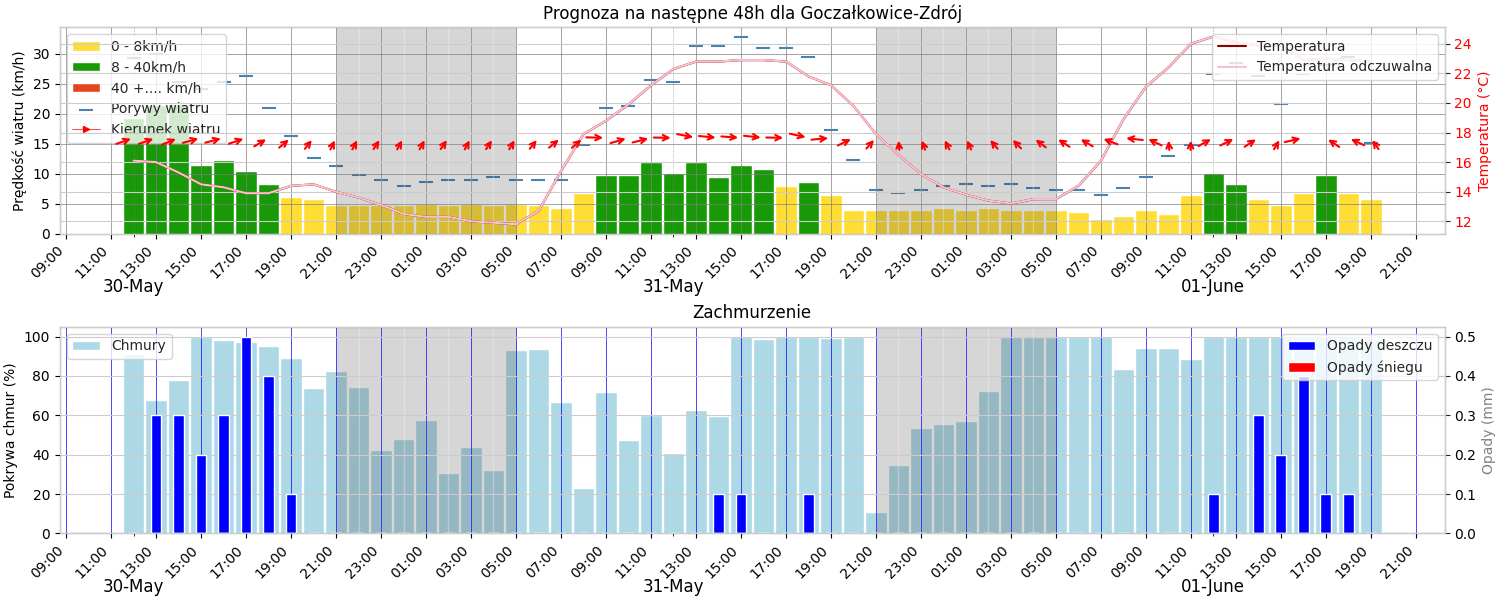 Prognoza na następne 48h dla Goczałkowice-Zdrój
Prędkość wiatru (km/h)
30
25
20
15
10
5
0
0 - 8km/h
8 - 40km/h
40 +.... km/h
Porywy wiatru
Kierunek wiatru
Temperatura
Temperatura odczuwalna
24
22
20
18
16
14
12
Temperatura (°C)
09:00 11:00 13:00 15:00 17:00 19:00 21:00 23:00 01:00 03:00 05:00 07:00 09:00 11:00 13:00 15:00 17:00 19:00 21:00 23:00 01:00 03:00 05:00 07:00 09:00 11:00 13:00 15:00 17:00 19:00 21:00
30-May 31-May 01-June
Zachmurzenie
Pokrywa chmur (%)
100
80
60
40
20
0
Chmury
Opady deszczu
Opady śniegu
0.5
0.4
0.3
0.2
0.1
0.0
Opady (mm)
09:00 11:00 13:00 15:00 17:00 19:00 21:00 23:00 01:00 03:00 05:00 07:00 09:00 11:00 13:00 15:00 17:00 19:00 21:00 23:00 01:00 03:00 05:00 07:00 09:00 11:00 13:00 15:00 17:00 19:00 21:00
30-May 31-May 01-June